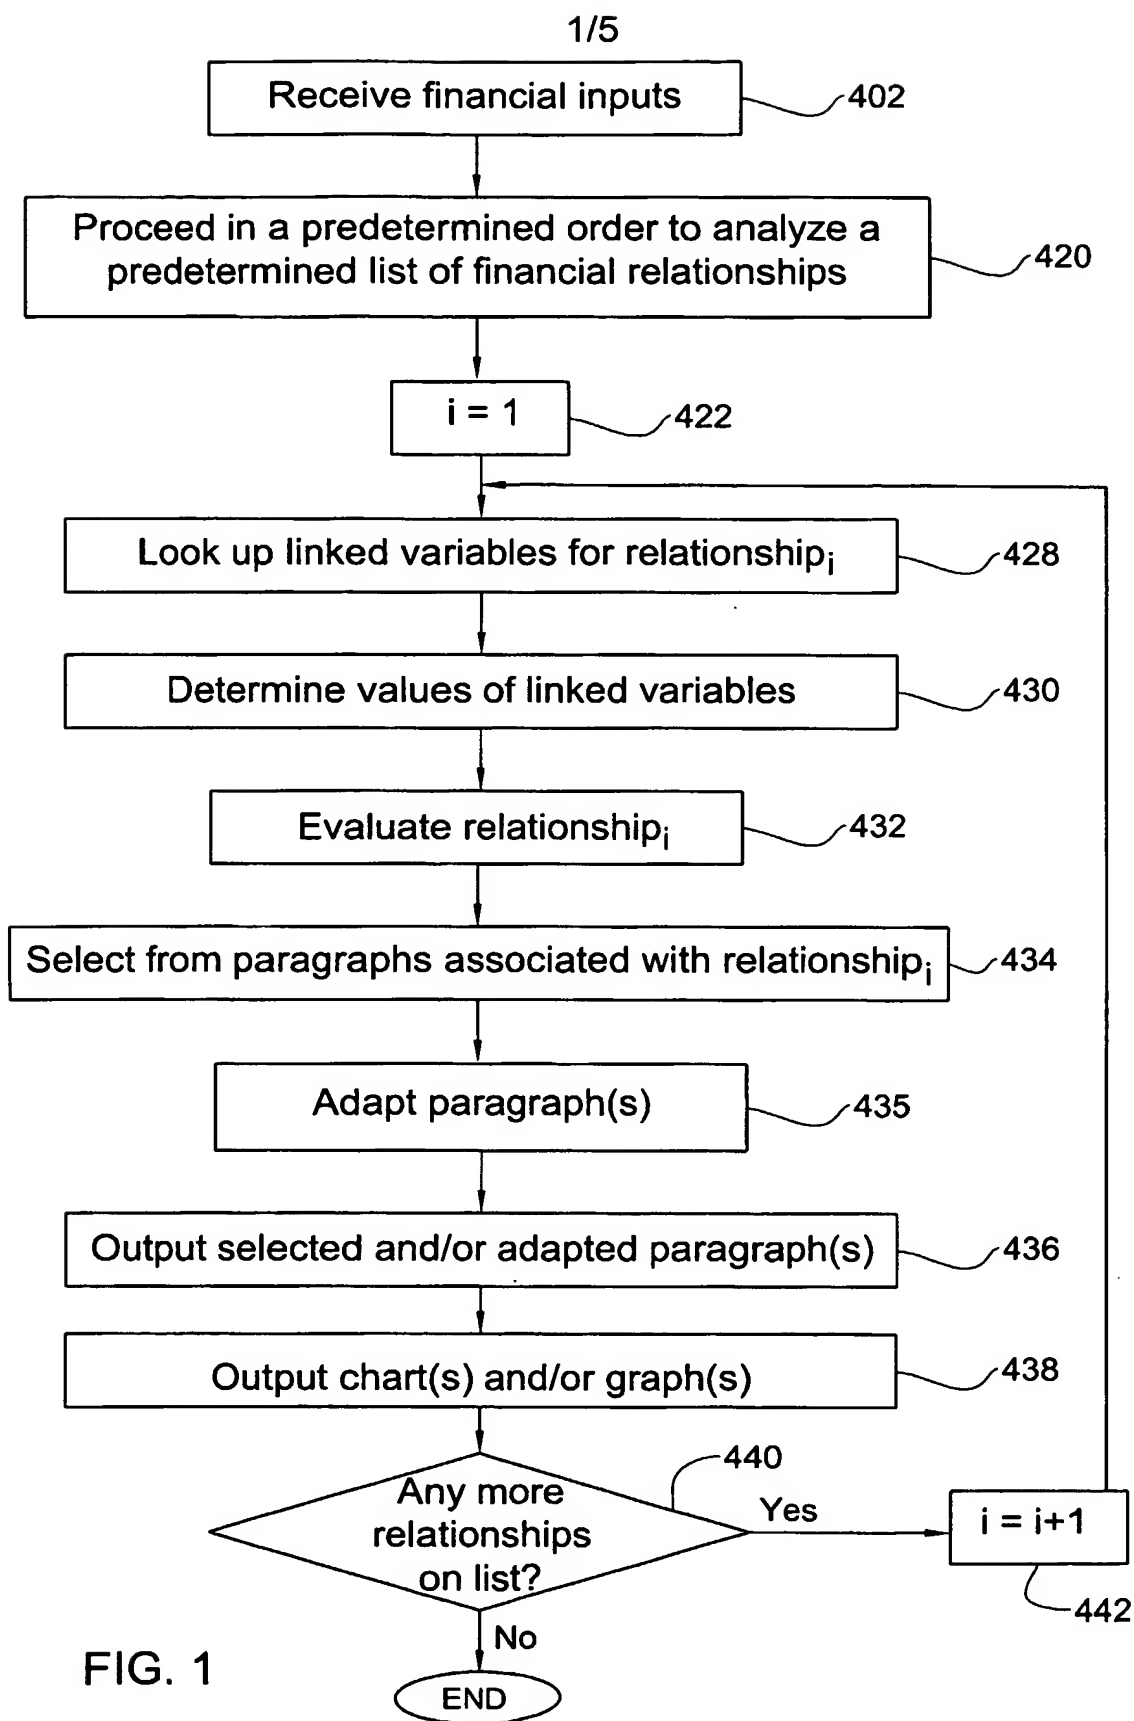 1/5
Receive financial inputs
402
Proceed in a predetermined order to analyze a
predetermined list of financial relationships
420
i = 1
422
Look up linked variables for relationshipi
428
Determine values of linked variables
430
Evaluate relationshipi
432
Select from paragraphs associated with relationshipi
434
Adapt paragraph(s)
435
Output selected and/or adapted paragraph(s)
436
Output chart(s) and/or graph(s)
438
440
Any more
relationships
on list?
Yes
i = i+1
442
No
END
FIG. 1